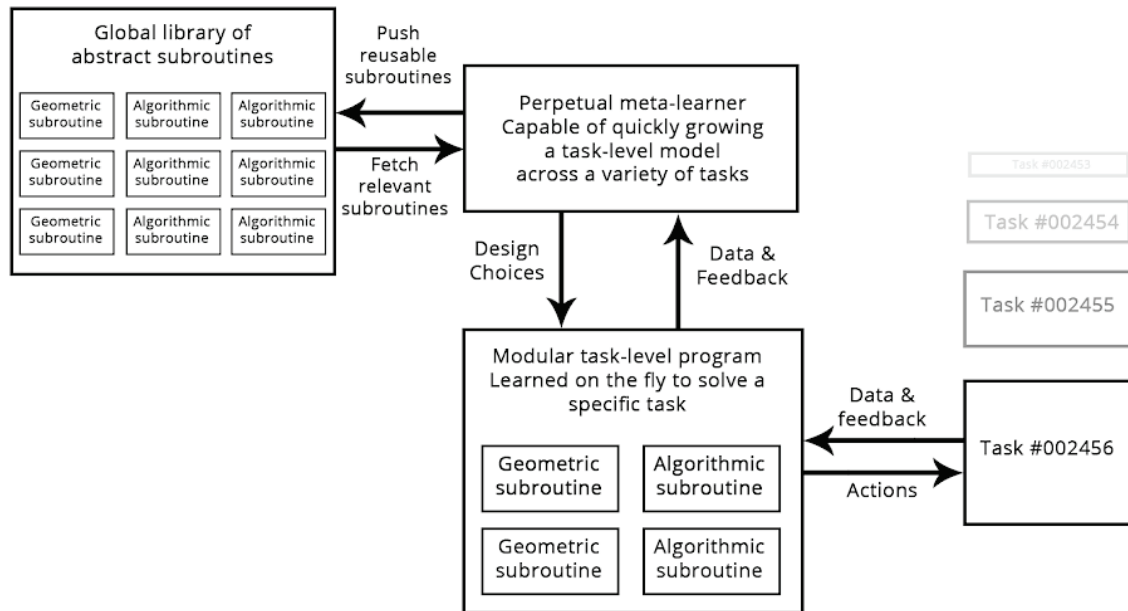 Global library of
abstract subroutines
Geometric
subroutine
Algorithmic
subroutine
Algorithmic
subroutine
Geometric
subroutine
Algorithmic
subroutine
Algorithmic
subroutine
Geometric
subroutine
Algorithmic
subroutine
Algorithmic
subroutine
Push
reusable
subroutines
Fetch
relevant
subroutines
Perpetual meta-learner
Capable of quickly growing
a task-level model
across a variety of tasks
Design
Choices
Data &
Feedback
Modular task-level program
Learned on the fly to solve a
specific task
Geometric
subroutine
Algorithmic
subroutine
Geometric
subroutine
Algorithmic
subroutine
Data &
feedback
Actions
Task #002453
Task #002454
Task #002455
Task #002456